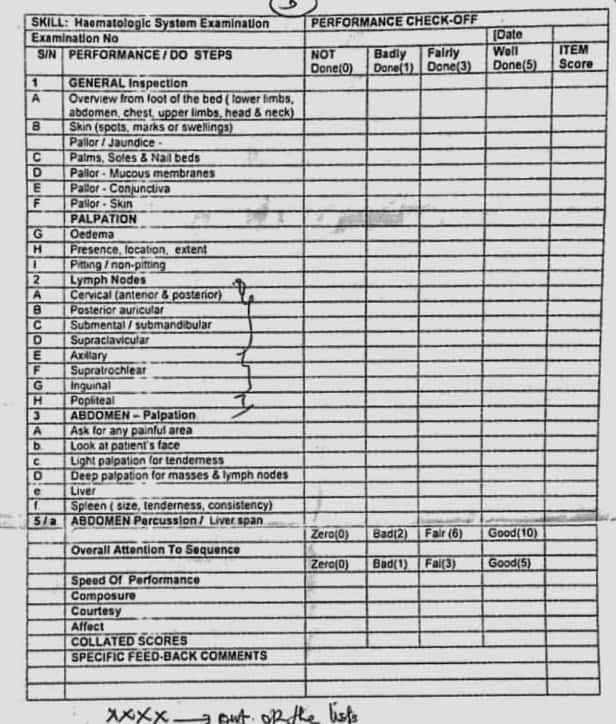 5
SKILL: Haematologic System Examination PERFORMANCE CHECK-OFF
Examination No |Date
S/N PERFORMANCE / DO STEPS NOT Done(0) Badly Done(1) Fairly Done(3) Well Done(5) ITEM Score
1 GENERAL Inspection
A Overview from foot of the bed ( lower limbs,
abdomen, chest, upper limbs, head & neck)
B Skin (spots, marks or swellings)
Pallor / Jaundice -
C Palms, Soles & Nail beds
D Pallor - Mucous membranes
E Pallor - Conjunctiva
F Pallor - Skin
PALPATION
G Oedema
H Presence, location, extent
I Pitting / non-pitting
2 Lymph Nodes
A Cervical (anterior & posterior)
B Posterior auricular
C Submental / submandibular
D Supraclavicular
E Axillary
F Supratrochlear
G Inguinal
H Popliteal
3 ABDOMEN – Palpation
A Ask for any painful area
b Look at patient's face
c Light palpation for tenderness
D Deep palpation for masses & lymph nodes
e Liver
f Spleen ( size, tenderness, consistency)
5 / a ABDOMEN Percussion / Liver span
Zero(0) Bad(2) Fair (6) Good(10)
Overall Attention To Sequence
Zero(0) Bad(1) Fai(3) Good(5)
Speed Of Performance
Composure
Courtesy
Affect
COLLATED SCORES
SPECIFIC FEED-BACK COMMENTS
xxxx → out of the lists